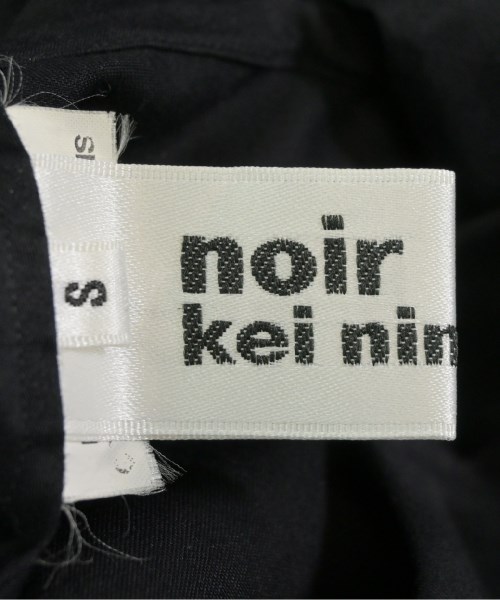 noir
kei nin
S